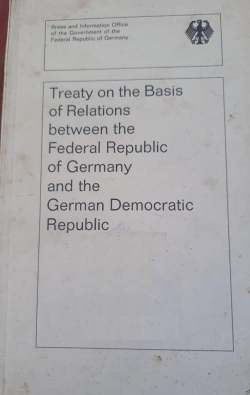 Press and Information Office
of the Government of the
Federal Republic of Germany
Treaty on the Basis
of Relations
between the
Federal Republic
of Germany
and the
German Democratic
Republic